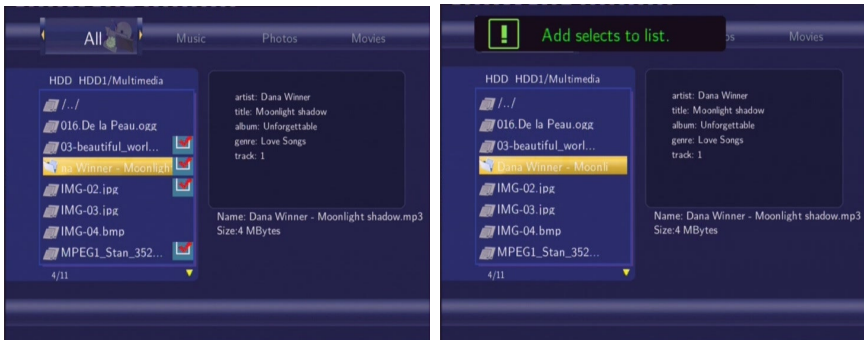 All
Music
Photos
Movies
HDD HDD1/Multimedia
/../
016.De la Peau.ogg
03-beautiful_worl...
na Winner - Moonligh
IMG-02.jpg
IMG-03.jpg
IMG-04.bmp
MPEG1_Stan_352...
4/11
artist: Dana Winner
title: Moonlight shadow
album: Unforgettable
genre: Love Songs
track: 1
Name: Dana Winner - Moonlight shadow.mp3
Size:4 MBytes
! Add selects to list.
os
Movies
HDD HDD1/Multimedia
/../
016.De la Peau.ogg
03-beautiful_worl...
Dana Winner - Moonli
IMG-02.jpg
IMG-03.jpg
IMG-04.bmp
MPEG1_Stan_352...
4/11
artist: Dana Winner
title: Moonlight shadow
album: Unforgettable
genre: Love Songs
track: 1
Name: Dana Winner - Moonlight shadow.mp3
Size:4 MBytes